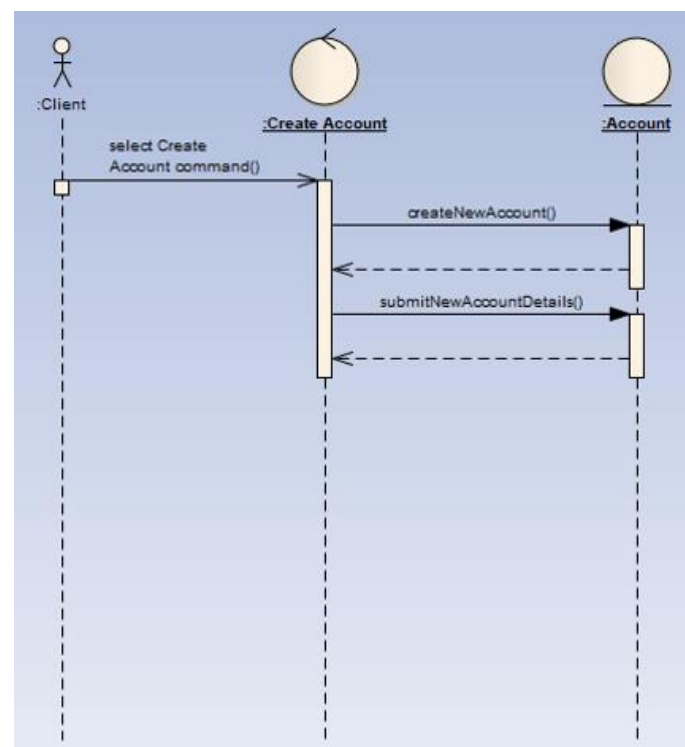 :Client
:Create Account
:Account
select Create
Account command()
createNewAccount()
submitNewAccountDetails()